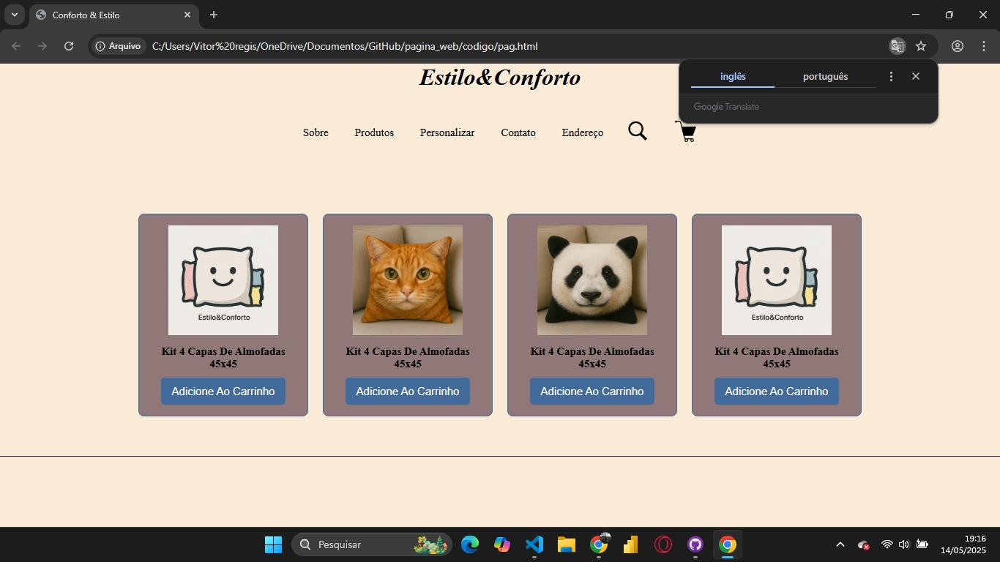 Conforto & Estilo
Arquivo
C:/Users/Vitor%20regis/OneDrive/Documentos/GitHub/pagina_web/codigo/pag.html
inglês
português
Google Translate
Estilo&Conforto
Sobre
Produtos
Personalizar
Contato
Endereço
Estilo&Conforto
Kit 4 Capas De Almofadas
45x45
Adicione Ao Carrinho
Kit 4 Capas De Almofadas
45x45
Adicione Ao Carrinho
Kit 4 Capas De Almofadas
45x45
Adicione Ao Carrinho
Estilo&Conforto
Kit 4 Capas De Almofadas
45x45
Adicione Ao Carrinho
Pesquisar
19:16
14/05/2025